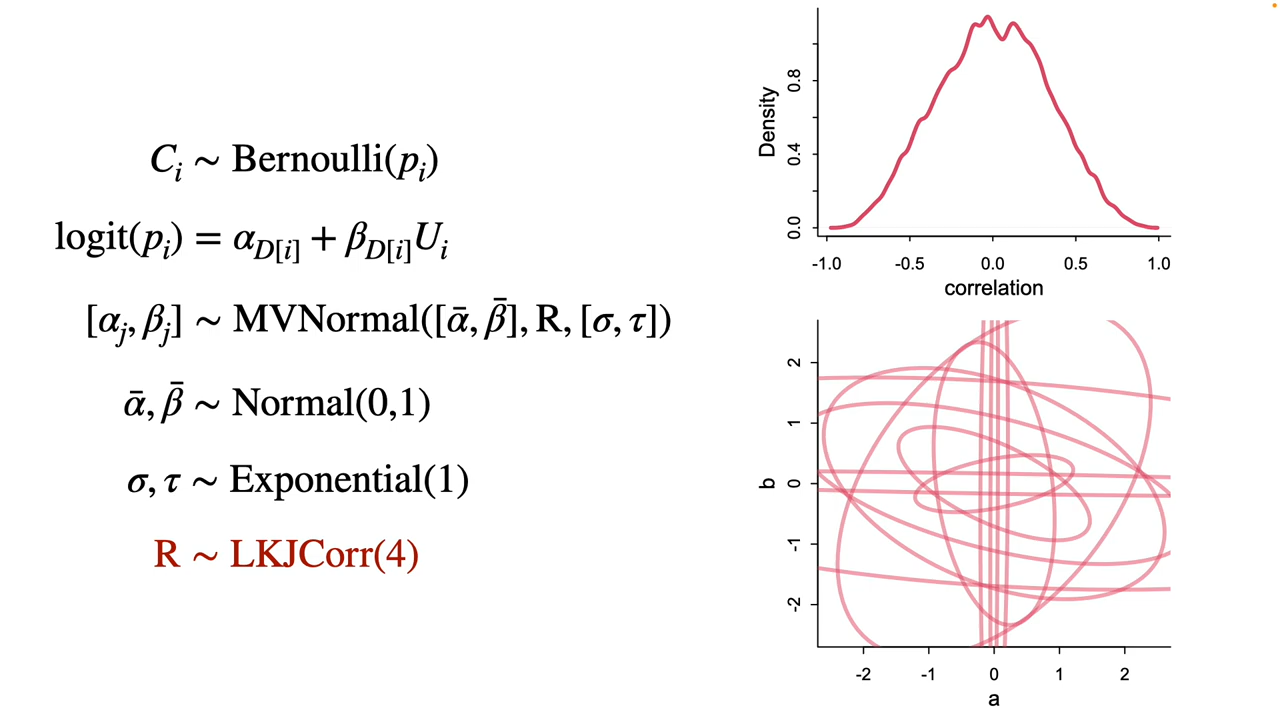 C_i ~ Bernoulli(p_i)
logit(p_i) = α_{D[i]} + β_{D[i]}U_i
[α_j, β_j] ~ MVNormal([ᾱ, β̄], R, [σ, τ])
ᾱ, β̄ ~ Normal(0,1)
σ, τ ~ Exponential(1)
R ~ LKJCorr(4)
Density
0.8
0.4
0.0
-1.0 -0.5 0.0 0.5 1.0
correlation
b
2
1
0
-1
-2
-2 -1 0 1 2
a